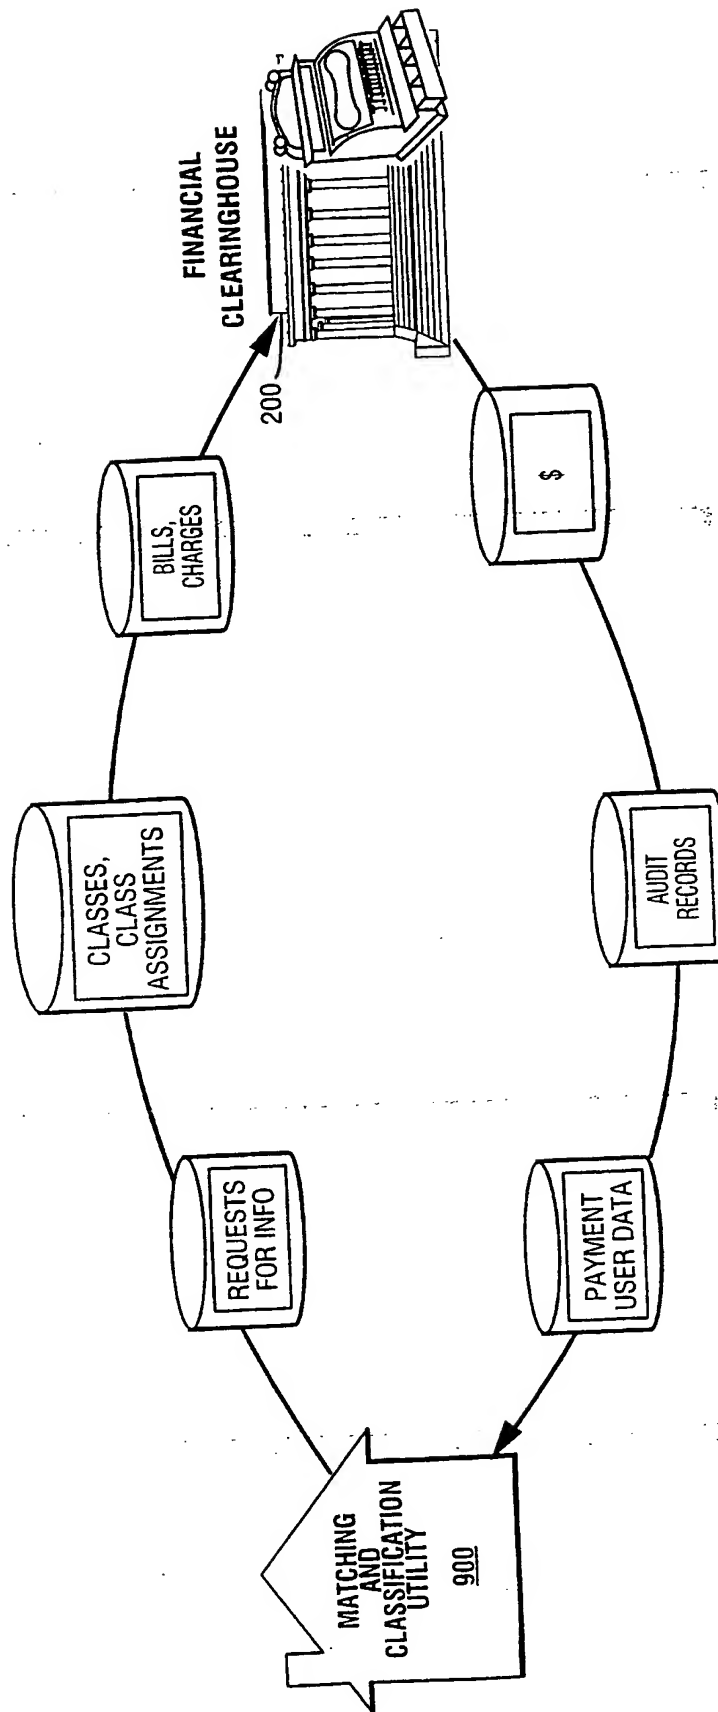 FINANCIAL
CLEARINGHOUSE
200
BILLS,
CHARGES
CLASSES,
CLASS
ASSIGNMENTS
REQUESTS
FOR INFO
MATCHING
AND
CLASSIFICATION
UTILITY
900
PAYMENT
USER DATA
AUDIT
RECORDS
$